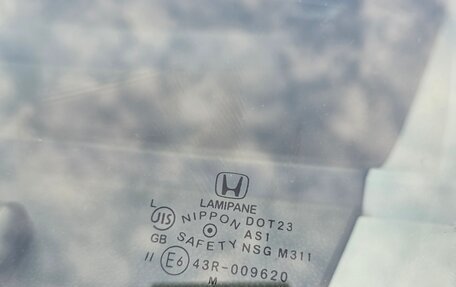 LAMIPANE
L JIS NIPPON DOT23
AS1
GB SAFETY NSG M311
II E6 43R-009620
M